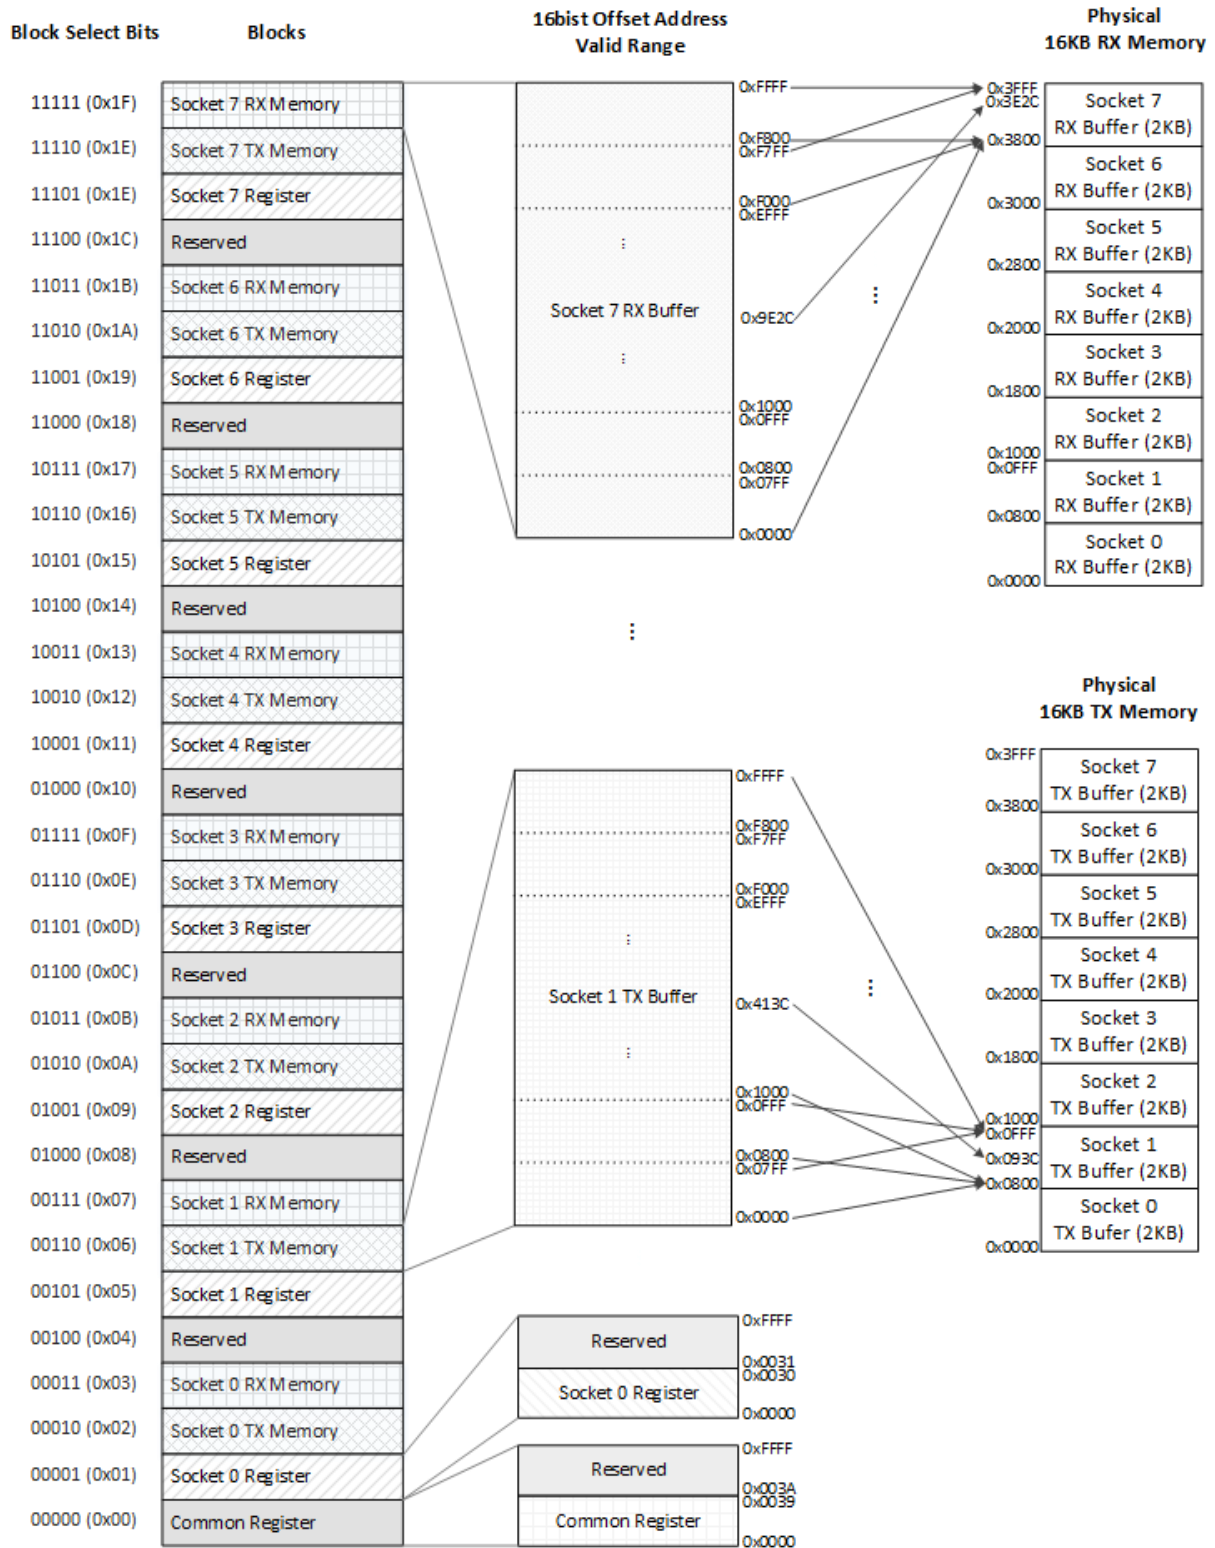 Block Select Bits
Blocks
16bist Offset Address
Valid Range
Physical
16KB RX Memory
11111 (0x1F)
Socket 7 RX Memory
11110 (0x1E)
Socket 7 TX Memory
11101 (0x1E)
Socket 7 Register
11100 (0x1C)
Reserved
11011 (0x1B)
Socket 6 RX Memory
11010 (0x1A)
Socket 6 TX Memory
11001 (0x19)
Socket 6 Register
11000 (0x18)
Reserved
10111 (0x17)
Socket 5 RX Memory
10110 (0x16)
Socket 5 TX Memory
10101 (0x15)
Socket 5 Register
10100 (0x14)
Reserved
10011 (0x13)
Socket 4 RX Memory
10010 (0x12)
Socket 4 TX Memory
10001 (0x11)
Socket 4 Register
01000 (0x10)
Reserved
01111 (0x0F)
Socket 3 RX Memory
01110 (0x0E)
Socket 3 TX Memory
01101 (0x0D)
Socket 3 Register
01100 (0x0C)
Reserved
01011 (0x0B)
Socket 2 RX Memory
01010 (0x0A)
Socket 2 TX Memory
01001 (0x09)
Socket 2 Register
01000 (0x08)
Reserved
00111 (0x07)
Socket 1 RX Memory
00110 (0x06)
Socket 1 TX Memory
00101 (0x05)
Socket 1 Register
00100 (0x04)
Reserved
00011 (0x03)
Socket 0 RX Memory
00010 (0x02)
Socket 0 TX Memory
00001 (0x01)
Socket 0 Register
00000 (0x00)
Common Register
Socket 7 RX Buffer
0xFFFF
0xF800
0xF7FF
0xF000
0xEFFF
0x9E2C
0x1000
0x0FFF
0x0800
0x07FF
0x0000
0x3FFF
0x3E2C
0x3800
0x3000
0x2800
0x2000
0x1800
0x1000
0x0FFF
0x0800
0x0000
Socket 7
RX Buffer (2KB)
Socket 6
RX Buffer (2KB)
Socket 5
RX Buffer (2KB)
Socket 4
RX Buffer (2KB)
Socket 3
RX Buffer (2KB)
Socket 2
RX Buffer (2KB)
Socket 1
RX Buffer (2KB)
Socket 0
RX Buffer (2KB)
Socket 1 TX Buffer
0xFFFF
0xF800
0xF7FF
0xF000
0xEFFF
0x413C
0x1000
0x0FFF
0x0800
0x07FF
0x0000
Physical
16KB TX Memory
0x3FFF
0x3800
0x3000
0x2800
0x2000
0x1800
0x1000
0x0FFF
0x093C
0x0800
0x0000
Socket 7
TX Buffer (2KB)
Socket 6
TX Buffer (2KB)
Socket 5
TX Buffer (2KB)
Socket 4
TX Buffer (2KB)
Socket 3
TX Buffer (2KB)
Socket 2
TX Buffer (2KB)
Socket 1
TX Buffer (2KB)
Socket 0
TX Bufer (2KB)
Reserved
Socket 0 Register
0xFFFF
0x0031
0x0030
0x0000
Reserved
Common Register
0xFFFF
0x003A
0x0039
0x0000